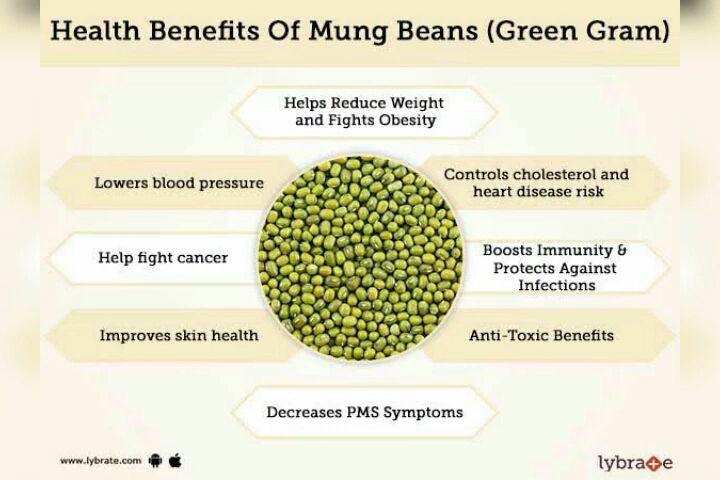 Health Benefits Of Mung Beans (Green Gram)
Helps Reduce Weight
and Fights Obesity
Lowers blood pressure
Controls cholesterol and
heart disease risk
Help fight cancer
Boosts Immunity &
Protects Against
Infections
Improves skin health
Anti-Toxic Benefits
Decreases PMS Symptoms
www.lybrate.com
lybrate